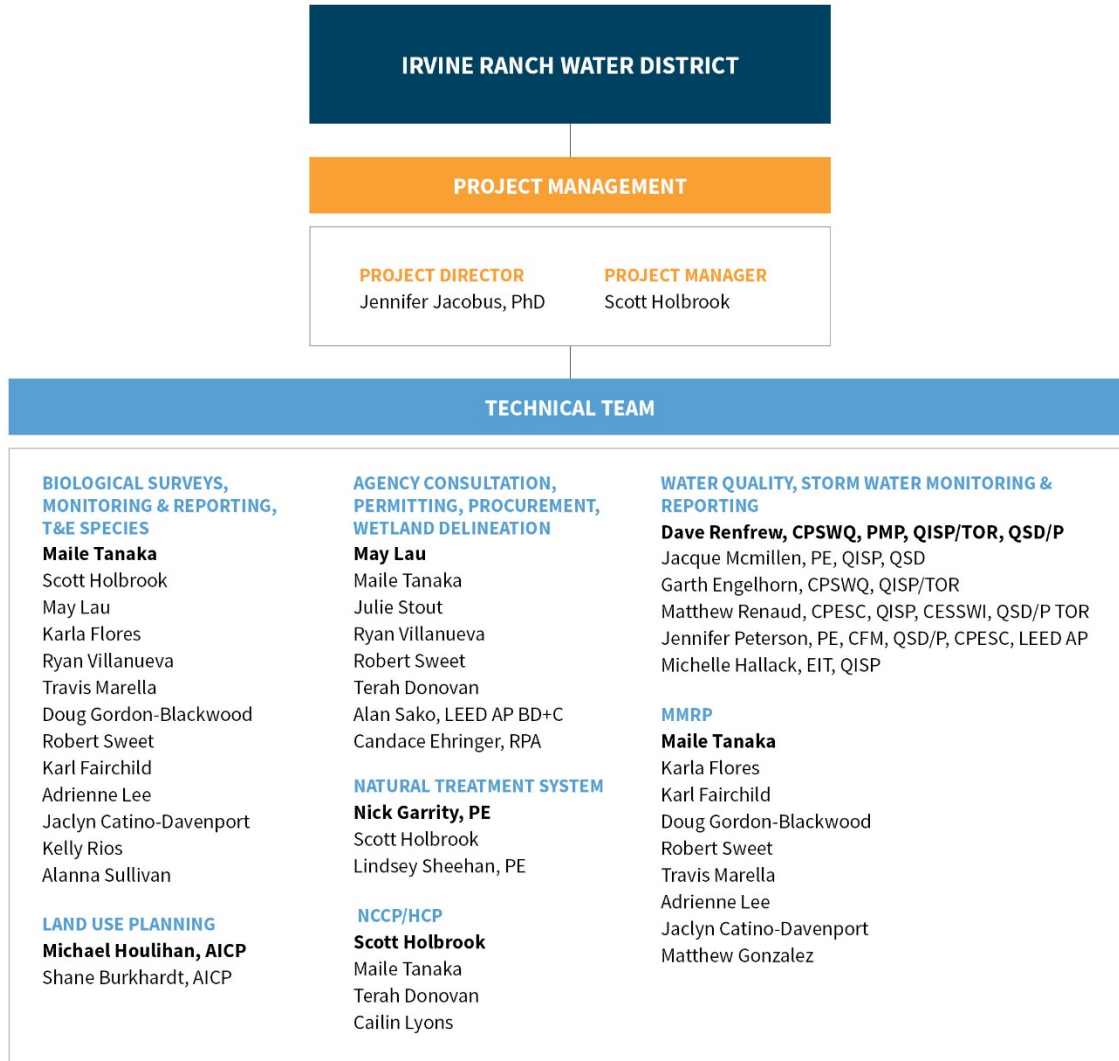 IRVINE RANCH WATER DISTRICT
PROJECT MANAGEMENT
PROJECT DIRECTOR
Jennifer Jacobus, PhD
PROJECT MANAGER
Scott Holbrook
TECHNICAL TEAM
BIOLOGICAL SURVEYS,
MONITORING & REPORTING,
T&E SPECIES
Maile Tanaka
Scott Holbrook
May Lau
Karla Flores
Ryan Villanueva
Travis Marella
Doug Gordon-Blackwood
Robert Sweet
Karl Fairchild
Adrienne Lee
Jaclyn Catino-Davenport
Kelly Rios
Alanna Sullivan
LAND USE PLANNING
Michael Houlihan, AICP
Shane Burkhardt, AICP
AGENCY CONSULTATION,
PERMITTING, PROCUREMENT,
WETLAND DELINEATION
May Lau
Maile Tanaka
Julie Stout
Ryan Villanueva
Robert Sweet
Terah Donovan
Alan Sako, LEED AP BD+C
Candace Ehringer, RPA
NATURAL TREATMENT SYSTEM
Nick Garrity, PE
Scott Holbrook
Lindsey Sheehan, PE
NCCP/HCP
Scott Holbrook
Maile Tanaka
Terah Donovan
Cailin Lyons
WATER QUALITY, STORM WATER MONITORING &
REPORTING
Dave Renfrew, CPSWQ, PMP, QISP/TOR, QSD/P
Jacque Mcmillen, PE, QISP, QSD
Garth Engelhorn, CPSWQ, QISP/TOR
Matthew Renaud, CPESC, QISP, CESSWI, QSD/P TOR
Jennifer Peterson, PE, CFM, QSD/P, CPESC, LEED AP
Michelle Hallack, EIT, QISP
MMRP
Maile Tanaka
Karla Flores
Karl Fairchild
Doug Gordon-Blackwood
Robert Sweet
Travis Marella
Adrienne Lee
Jaclyn Catino-Davenport
Matthew Gonzalez